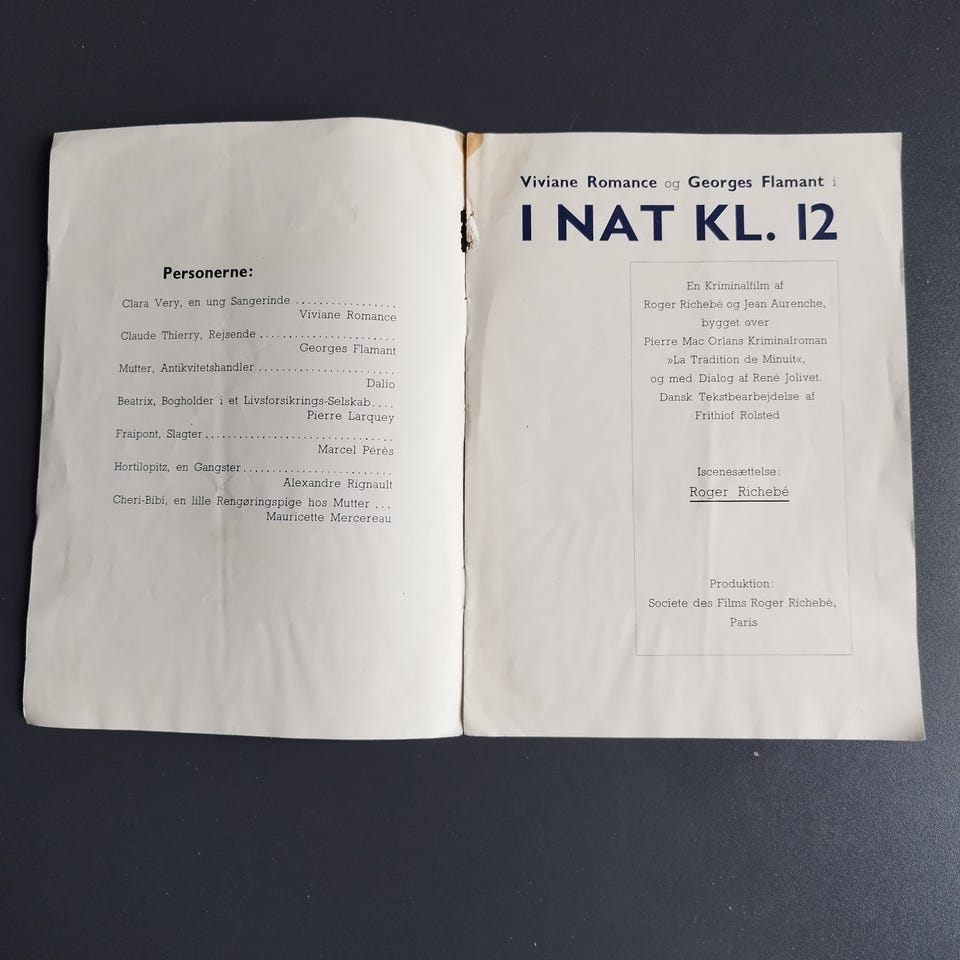 Personerne:
Clara Very, en ung Sangerinde ................
Viviane Romance
Claude Thierry, Rejsende ......................
Georges Flamant
Mutter, Antikvitetshandler ......................
Dalio
Beatrix, Bogholder i et Livsforsikrings-Selskab....
Pierre Larquey
Fraipont, Slagter ..............................
Marcel Pérès
Hortilopitz, en Gangster ........................
Alexandre Rignault
Cheri-Bibi, en lille Rengøringspige hos Mutter ...
Mauricette Mercereau
Viviane Romance og Georges Flamant i
I NAT KL. 12
En Kriminalfilm af
Roger Richebé og Jean Aurenche,
bygget over
Pierre Mac Orlans Kriminalroman
»La Tradition de Minuit«,
og med Dialog af René Jolivet.
Dansk Tekstbearbejdelse af
Frithiof Rolsted
Iscenesættelse:
Roger Richebé
Produktion:
Societe des Films Roger Richebé,
Paris